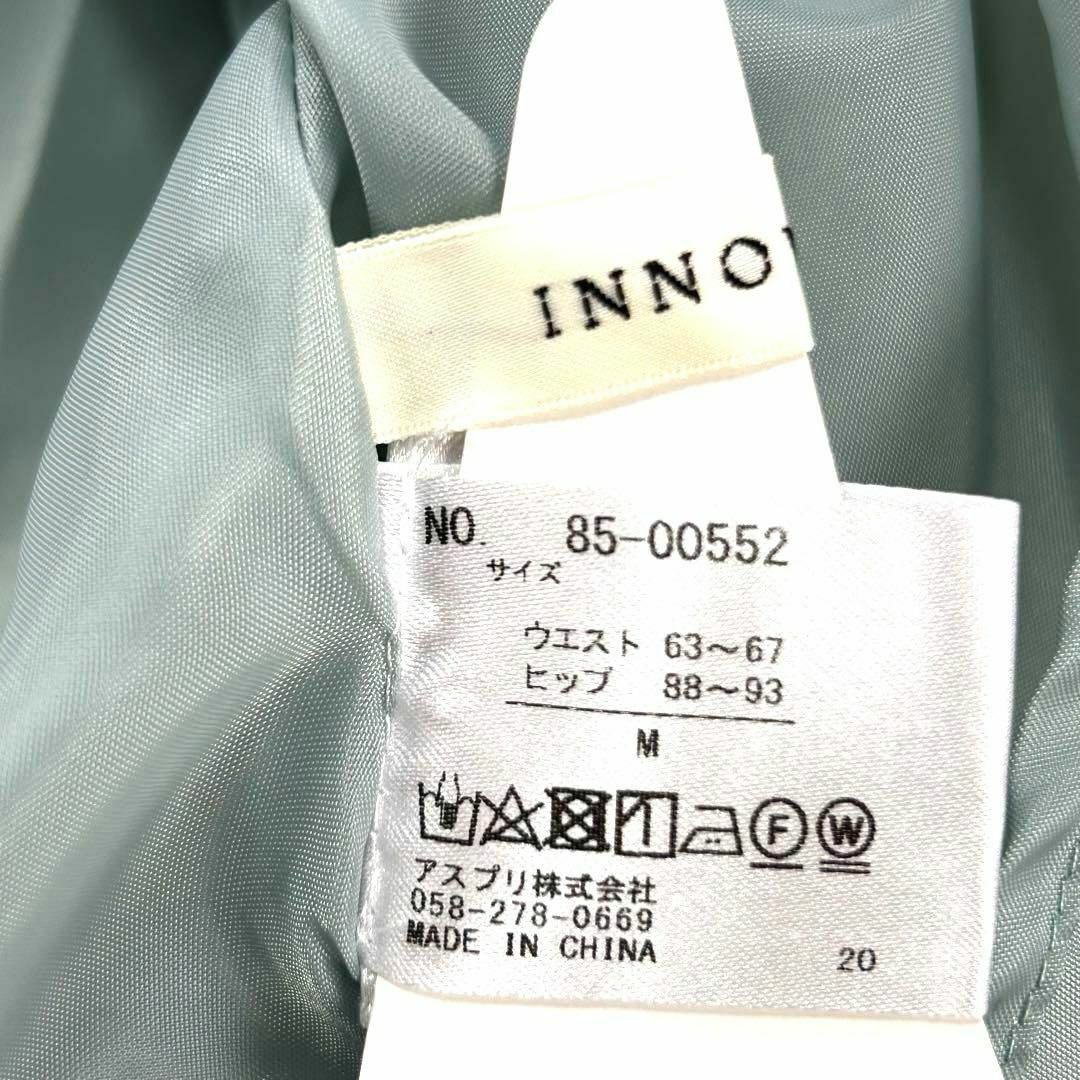 INNO
NO. 85-00552
サイズ
ウエスト 63～67
ヒップ 88～93
M
F W
アスプリ株式会社
058-278-0669
MADE IN CHINA
20